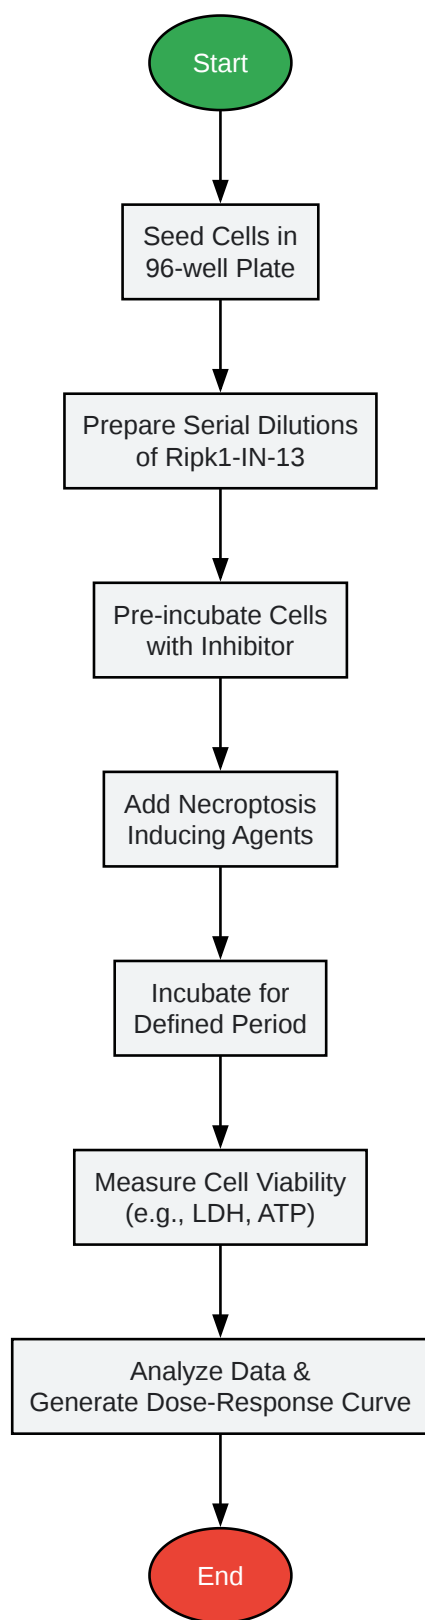 Start
Seed Cells in
96-well Plate
Prepare Serial Dilutions
of Ripk1-IN-13
Pre-incubate Cells
with Inhibitor
Add Necroptosis
Inducing Agents
Incubate for
Defined Period
Measure Cell Viability
(e.g., LDH, ATP)
Analyze Data &
Generate Dose-Response Curve
End